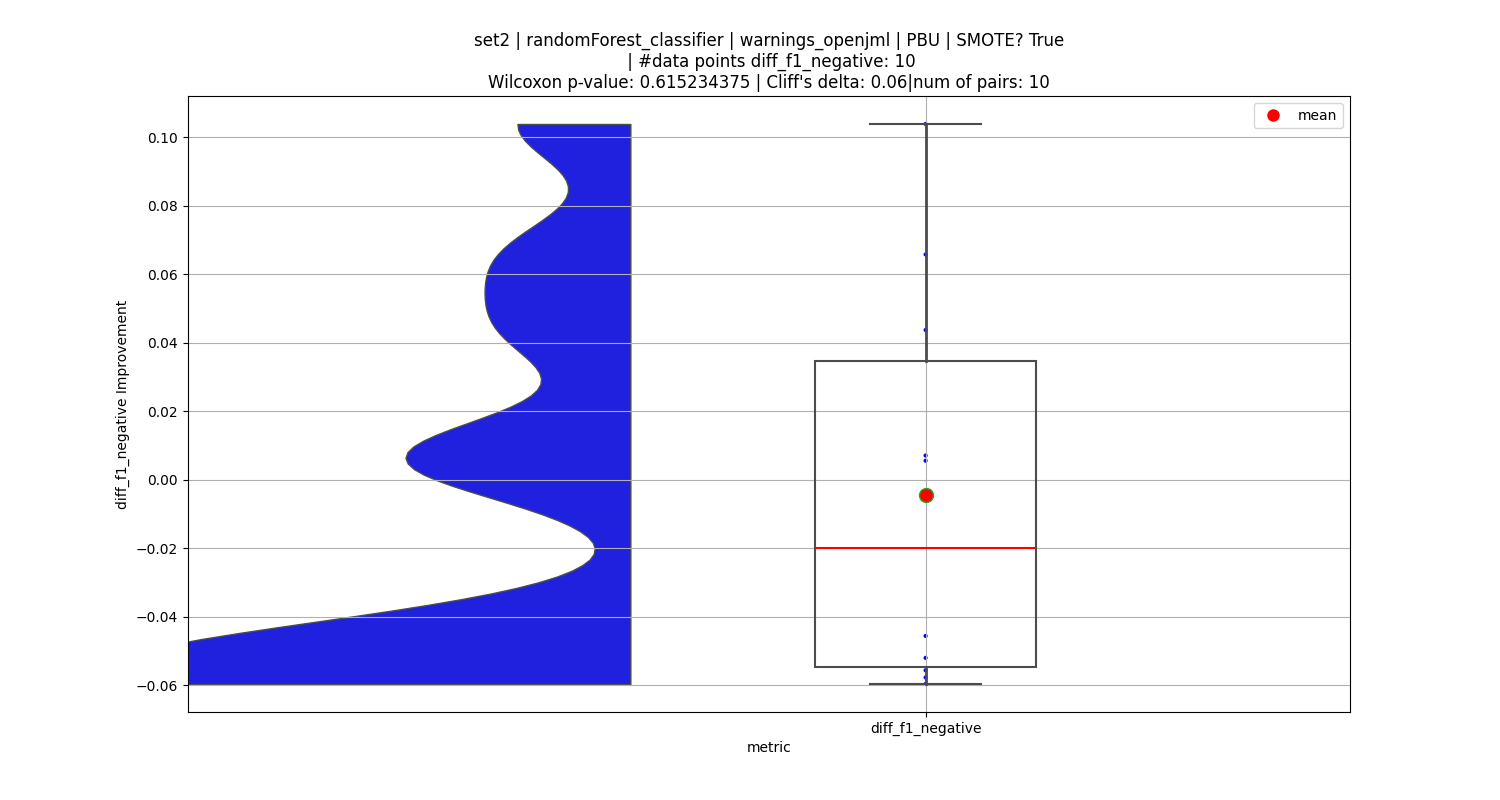 set2 | randomForest_classifier | warnings_openjml | PBU | SMOTE? True
| #data points diff_f1_negative: 10
Wilcoxon p-value: 0.615234375 | Cliff's delta: 0.06|num of pairs: 10
mean
0.10
0.08
0.06
0.04
0.02
0.00
−0.02
−0.04
−0.06
diff_f1_negative Improvement
diff_f1_negative
metric